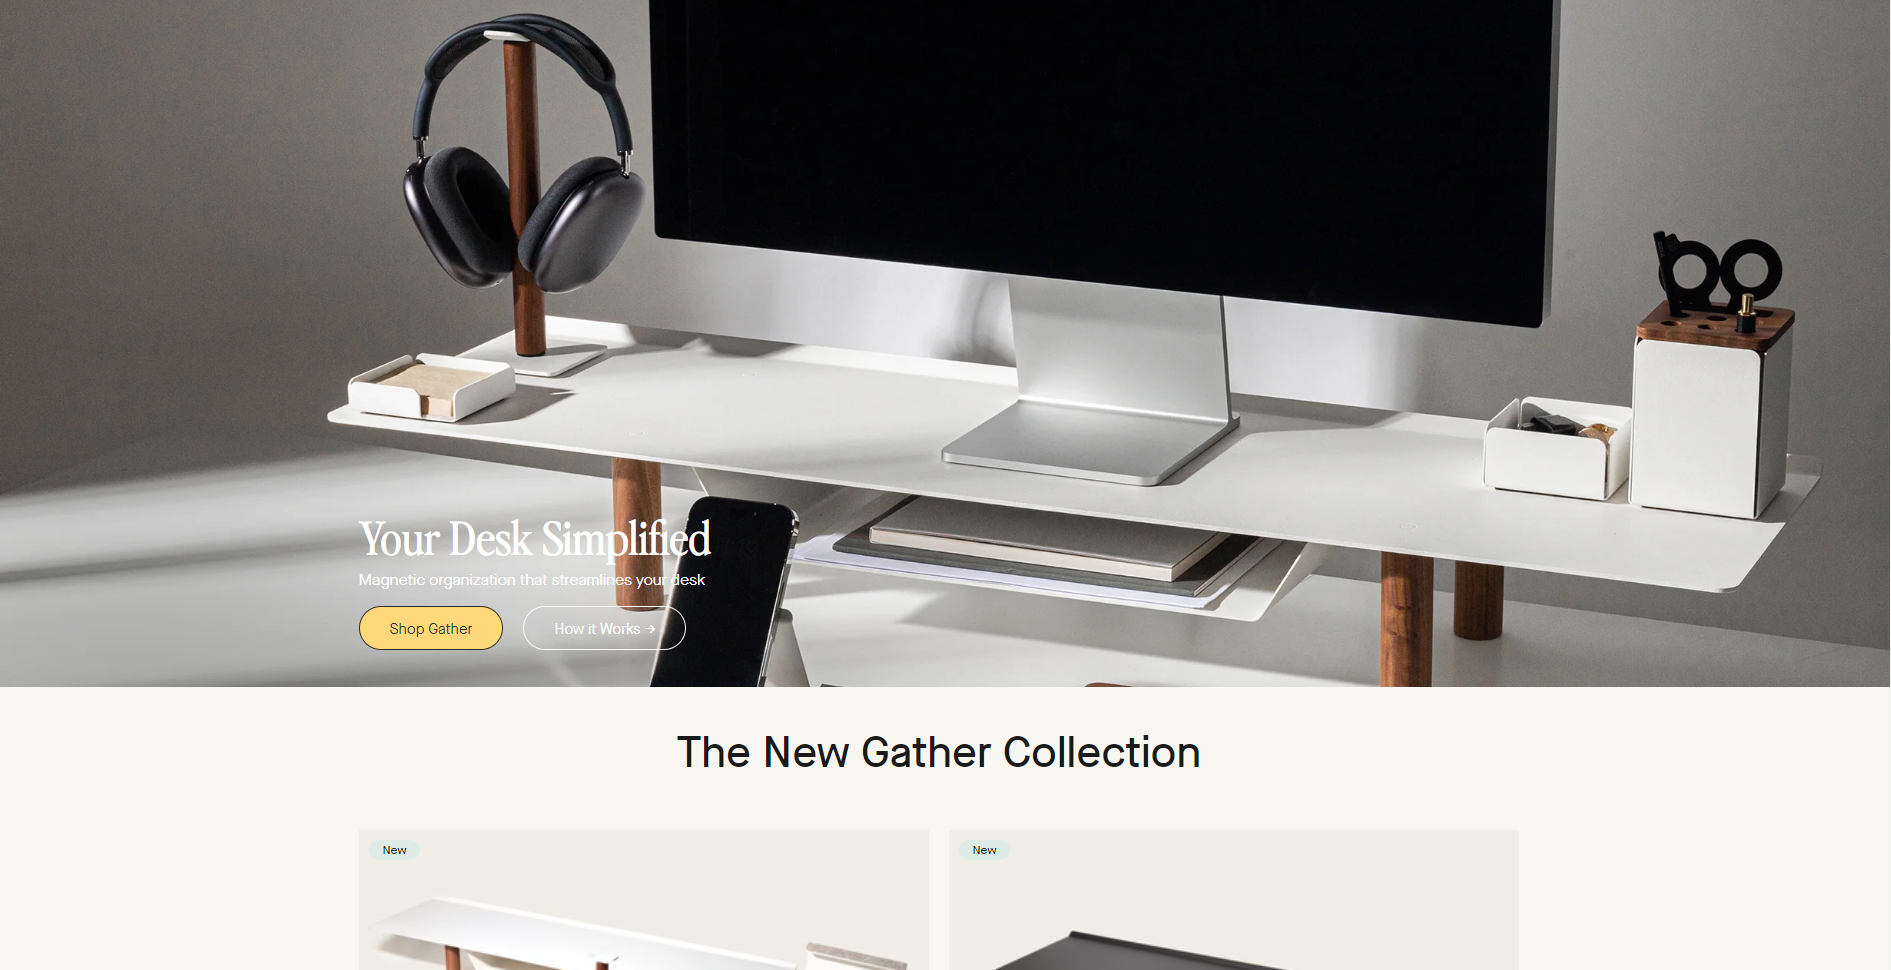 Your Desk Simplified
Magnetic organization that streamlines your desk
Shop Gather
How it Works →
The New Gather Collection
New
New